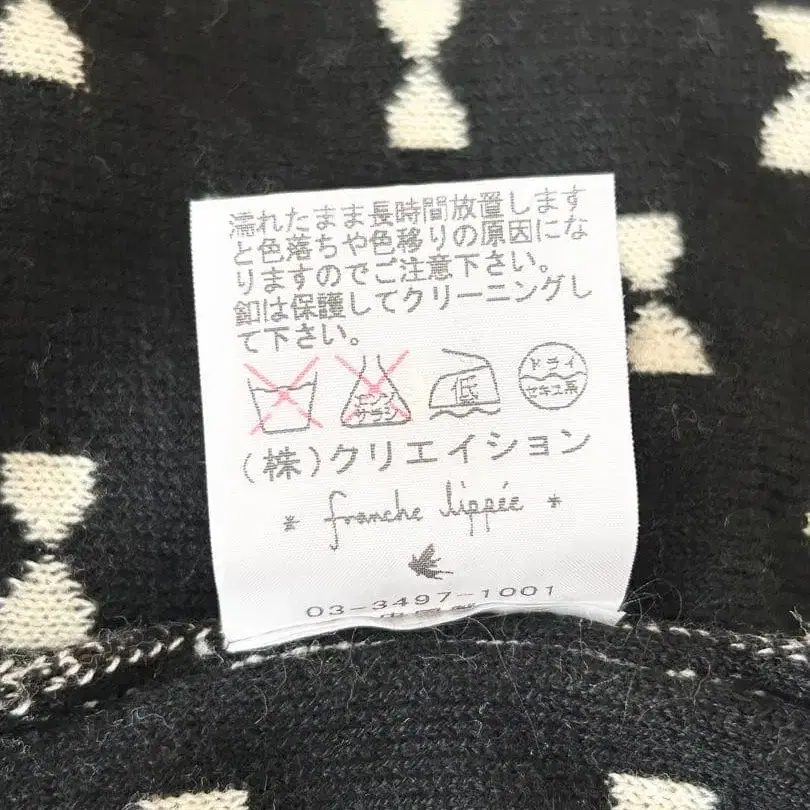 濡れたまま長時間放置します
と色落ちや色移りの原因にな
りますのでご注意下さい。
釦は保護してクリーニングし
て下さい。
エンソ
サラシ
低
ドライ
セキユ系
(株)クリエイション
* franche lippée *
03-3497-1001